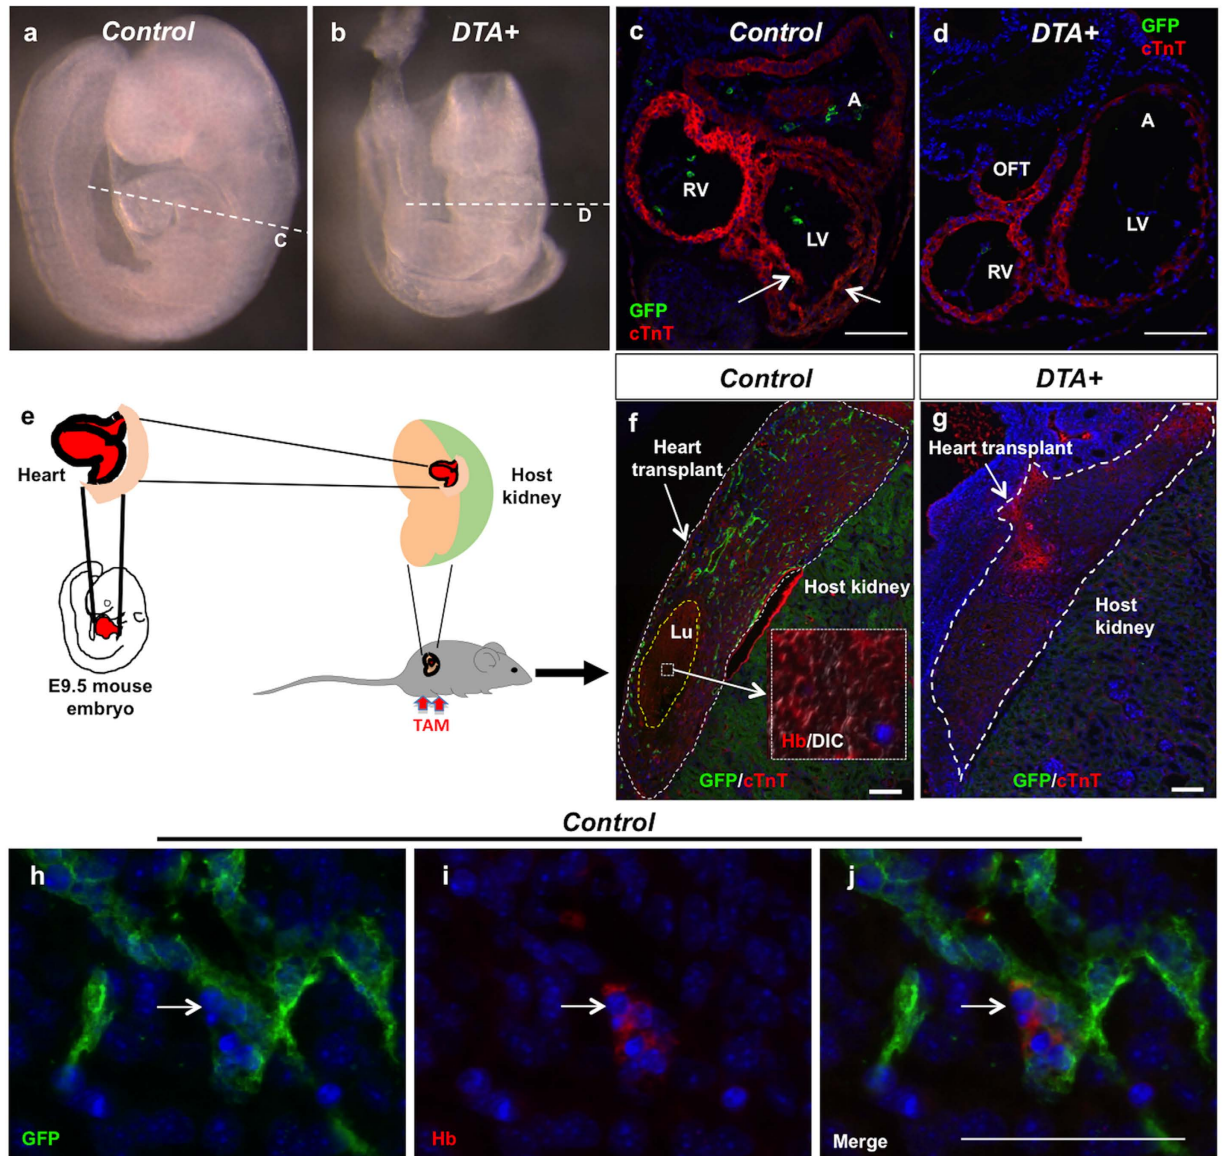 a
Control
C
b
DTA+
D
c
Control
A
RV
LV
GFP
cTnT
d
DTA+
GFP
cTnT
A
OFT
LV
RV
e
Heart
Host
kidney
E9.5 mouse
embryo
TAM
Control
f
Heart
transplant
Host kidney
Lu
Hb/DIC
GFP/cTnT
DTA+
g
Heart transplant
Host
kidney
GFP/cTnT
Control
h
GFP
i
Hb
j
Merge